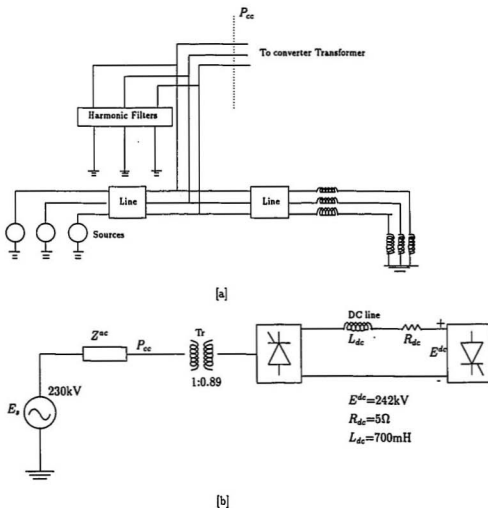 P_cc
To converter Transformer
Harmonic Filters
Line
Line
Sources
[a]
Z^ac
P_cc
Tr
1:0.89
230kV
E_s
DC line
L_dc
R_dc
+
E^dc
-
E^dc=242kV
R_dc=5Ω
L_dc=700mH
[b]